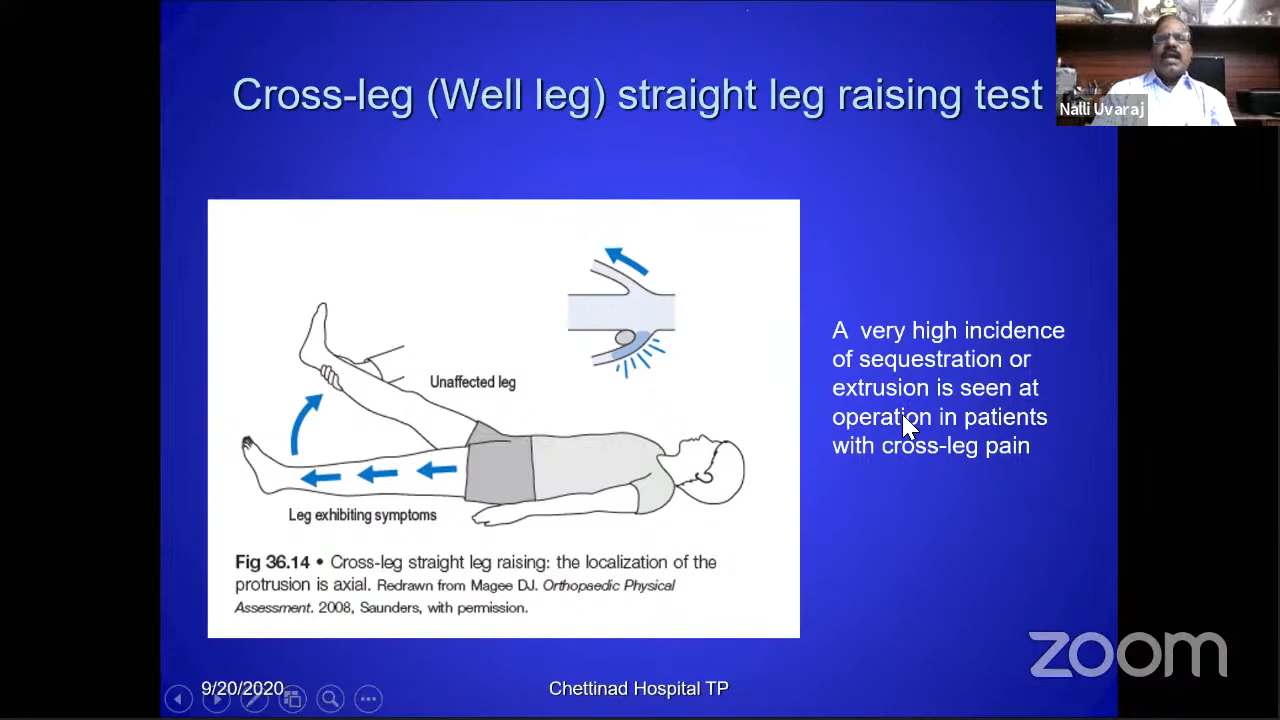 Cross-leg (Well leg) straight leg raising test
Nalli Uvaraj
Unaffected leg
Leg exhibiting symptoms
Fig 36.14 • Cross-leg straight leg raising: the localization of the
protrusion is axial. Redrawn from Magee DJ. Orthopaedic Physical
Assessment. 2008, Saunders, with permission.
A very high incidence
of sequestration or
extrusion is seen at
operation in patients
with cross-leg pain
zoom
9/20/2020
Chettinad Hospital TP